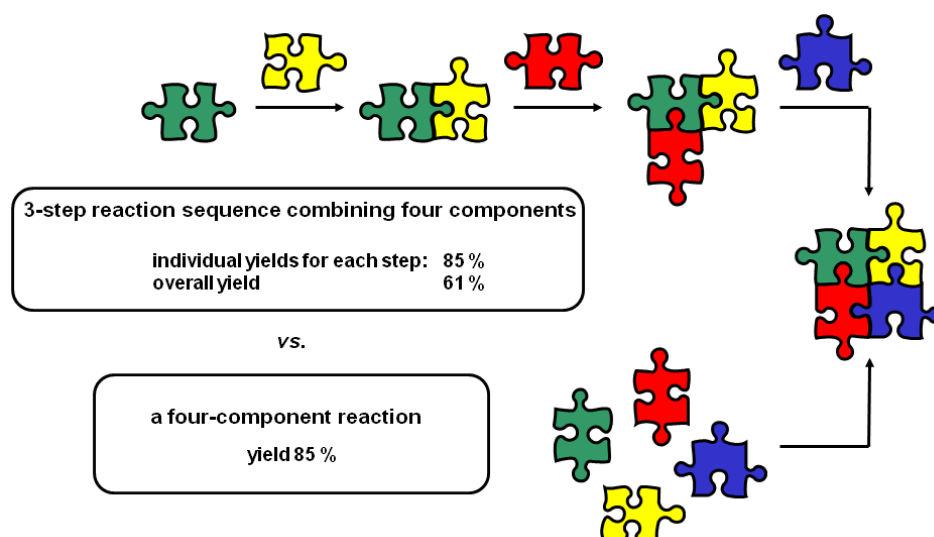 3-step reaction sequence combining four components
individual yields for each step: 85 %
overall yield 61 %
vs.
a four-component reaction
yield 85 %